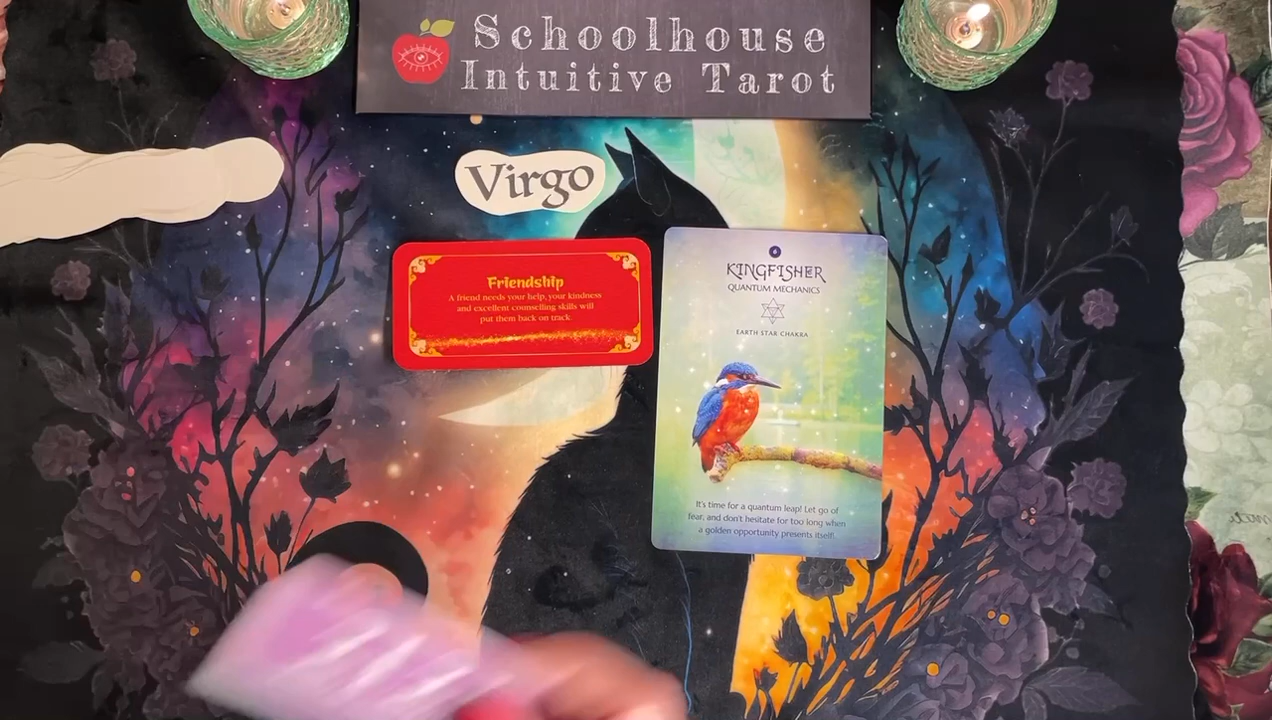 Schoolhouse
Intuitive Tarot
Virgo
Friendship
A friend needs your help, your kindness
and excellent counselling skills will
put them back on track.
6
KINGFISHER
QUANTUM MECHANICS
EARTH STAR CHAKRA
It's time for a quantum leap! Let go of
fear, and don't hesitate for too long when
a golden opportunity presents itself!